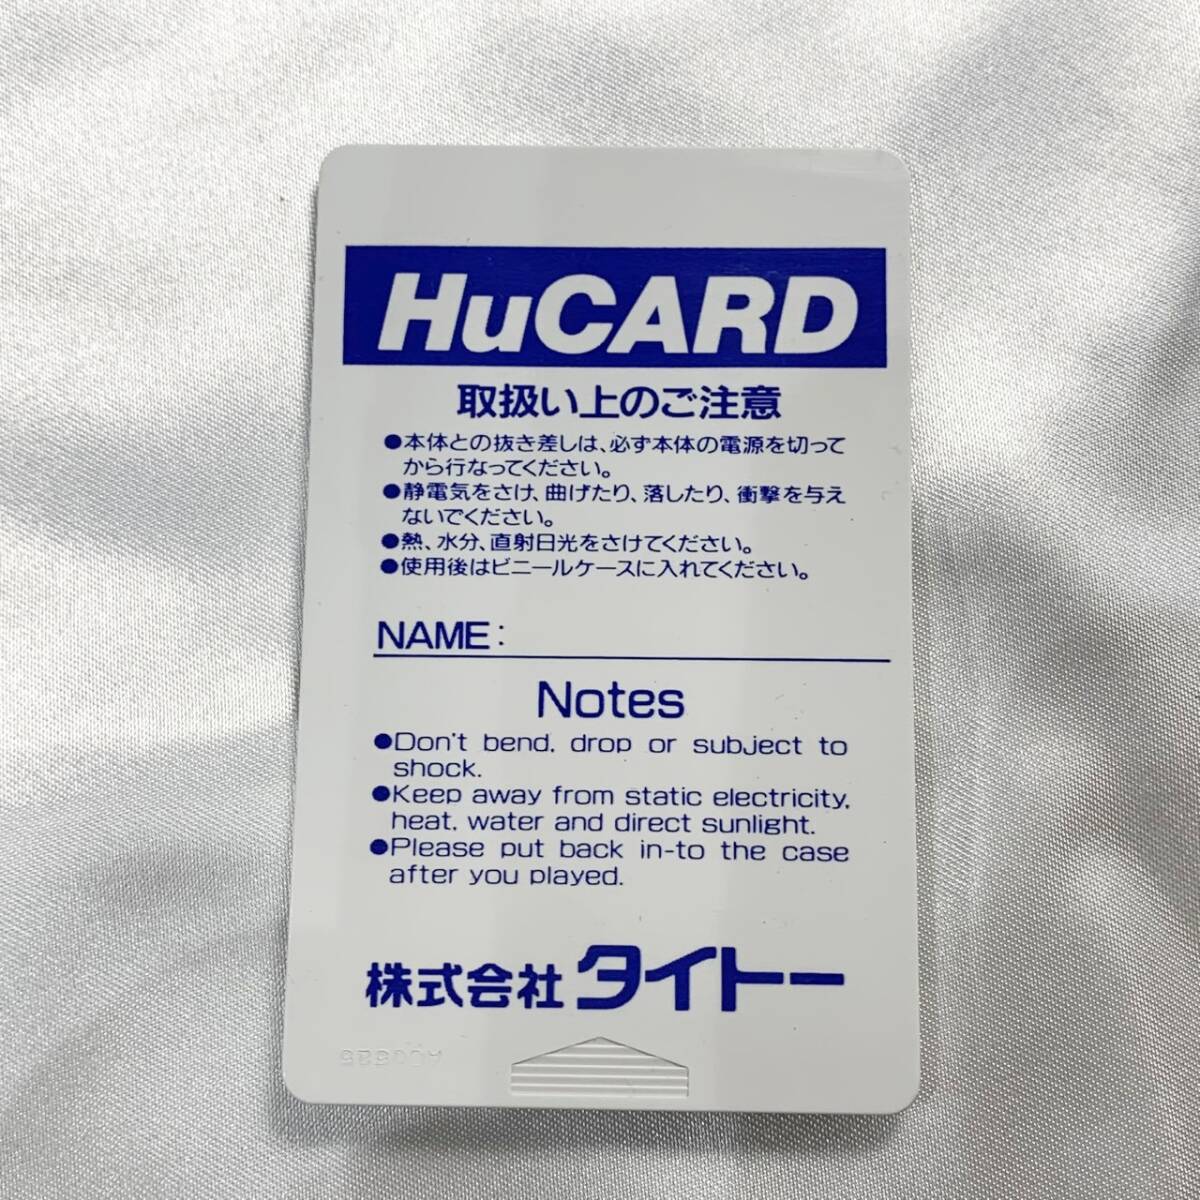 HuCARD
取扱い上のご注意
●本体との抜き差しは、必ず本体の電源を切って
から行なってください。
●静電気をさけ、曲げたり、落したり、衝撃を与え
ないでください。
●熱、水分、直射日光をさけてください。
●使用後はビニールケースに入れてください。
NAME:
Notes
●Don't bend, drop or subject to
shock.
●Keep away from static electricity,
heat, water and direct sunlight.
●Please put back in-to the case
after you played.
株式会社タイトー